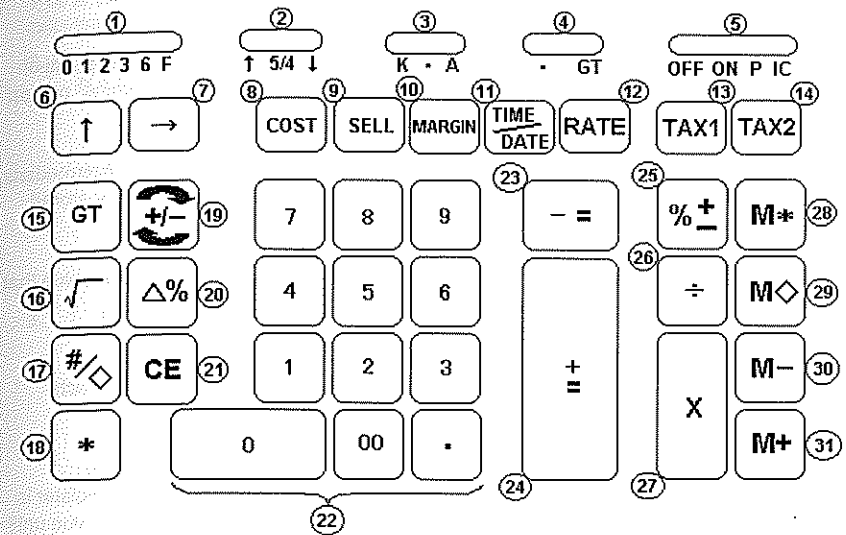 ① ② ③ ④ ⑤
0 1 2 3 6 F ↑ 5/4 ↓ K • A • GT OFF ON P IC
⑥ ⑦ ⑧ ⑨ ⑩ ⑪ ⑫ ⑬ ⑭
↑ → COST SELL MARGIN TIME/DATE RATE TAX1 TAX2
㉓ ㉕
⑮ GT +/− ⑲ 7 8 9 − = %± M* ㉘
㉖
⑯ √ △% ⑳ 4 5 6 ÷ M◇ ㉙
⑰ #/◇ CE ㉑ 1 2 3 += X M− ㉚
⑱ * 0 00 • M+ ㉛
㉔ ㉗
㉒